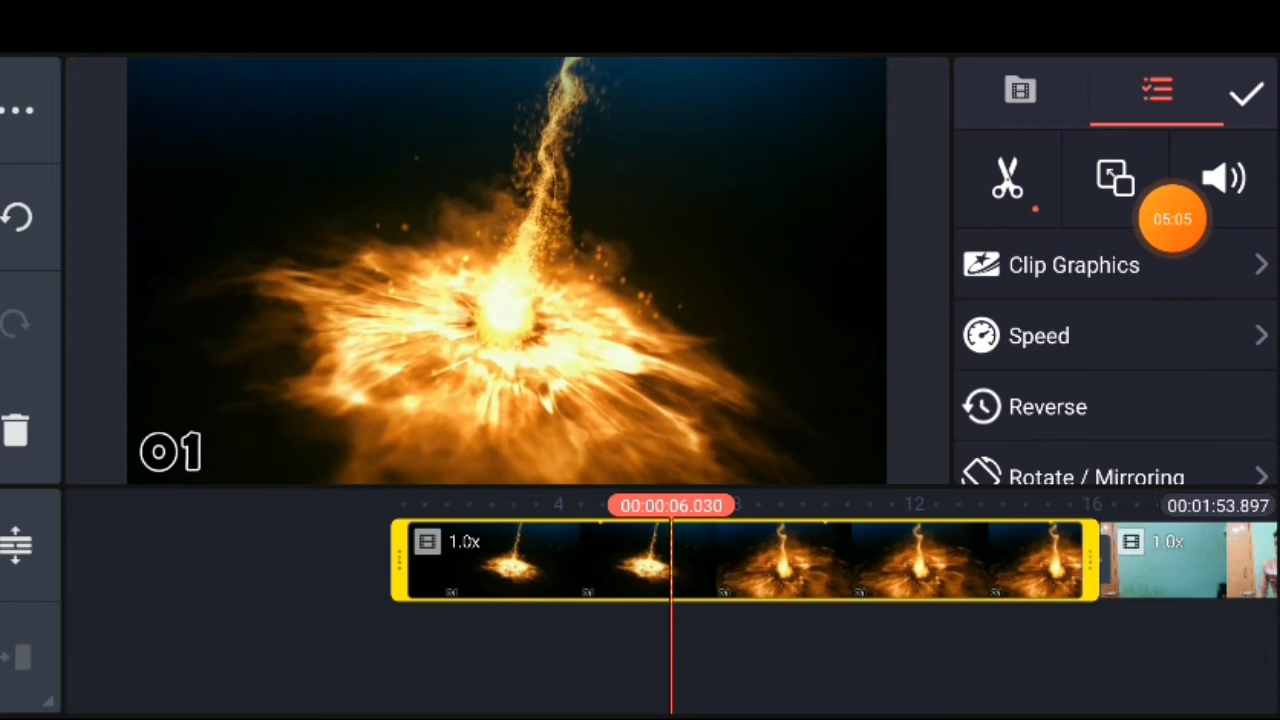 05:05
Clip Graphics
Speed
Reverse
Rotate / Mirroring
01
4
00:00:06.030
8
12
16
00:01:53.897
1.0x
1.0x